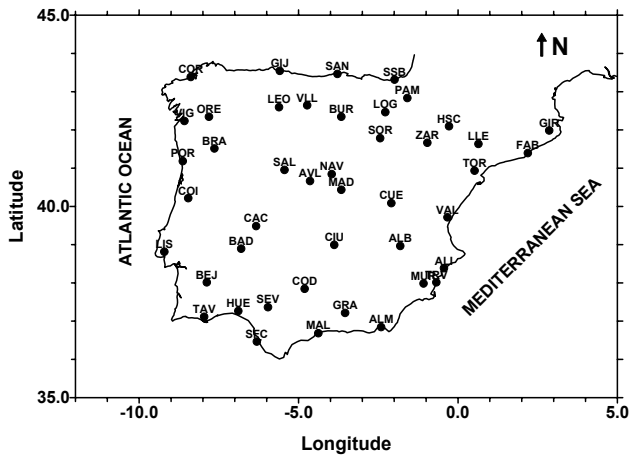 45.0
N
GIJ
SAN
COR
SSB
PAM
LEO
VLL
ORE
VIG
BUR
LOG
HSC
SOR
GIR
BRA
ZAR
LLE
FAB
POR
SAL
NAV
TOR
AVL
MAD
COI
CUE
40.0
VAL
CAC
LIS
BAD
CIU
ALB
ALI
BEJ
MUR
TRV
COD
HUE
SEV
GRA
TAV
ALM
MAL
SFC
35.0
-10.0
-5.0
0.0
5.0
Latitude
Longitude
ATLANTIC OCEAN
MEDITERRANEAN SEA